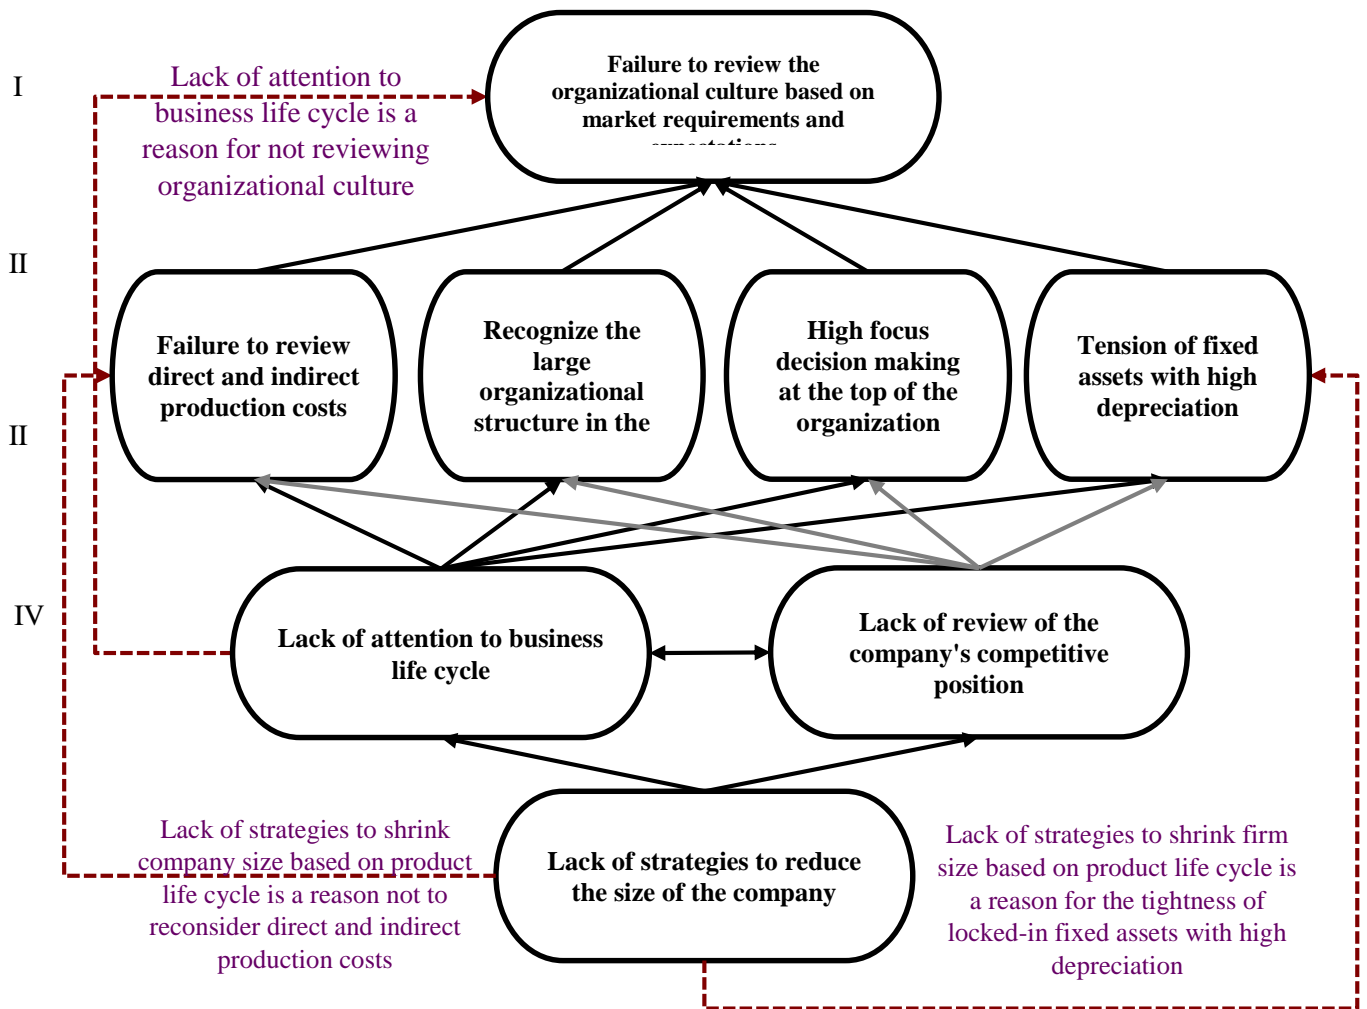 I
Lack of attention to
business life cycle is a
reason for not reviewing
organizational culture
Failure to review the
organizational culture based on
market requirements and
expectations
II
Failure to review
direct and indirect
production costs
Recognize the
large
organizational
structure in the
High focus
decision making
at the top of the
organization
Tension of fixed
assets with high
depreciation
II
IV
Lack of attention to business
life cycle
Lack of review of the
company's competitive
position
Lack of strategies to shrink
company size based on product
life cycle is a reason not to
reconsider direct and indirect
production costs
Lack of strategies to reduce
the size of the company
Lack of strategies to shrink firm
size based on product life cycle is
a reason for the tightness of
locked-in fixed assets with high
depreciation